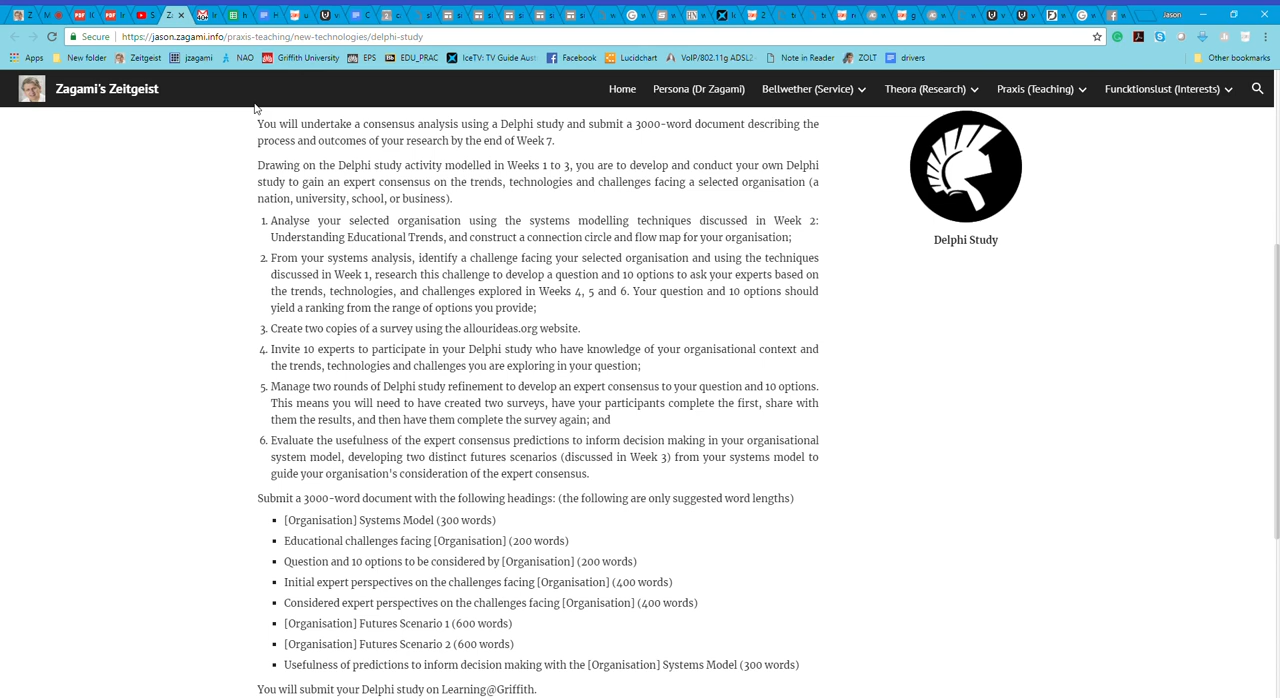 Jason
Secure
https://jason.zagami.info/praxis-teaching/new-technologies/delphi-study
Apps New folder Zeitgeist jzagami NAO Griffith University EPS EDU_PRAC IceTV: TV Guide Aust Facebook Lucidchart VoIP/802.11g ADSL2 Note in Reader ZOLT drivers Other bookmarks
Zagami's Zeitgeist Home Persona (Dr Zagami) Bellwether (Service) Theora (Research) Praxis (Teaching) Funcktionslust (Interests)
You will undertake a consensus analysis using a Delphi study and submit a 3000-word document describing the
process and outcomes of your research by the end of Week 7.
Drawing on the Delphi study activity modelled in Weeks 1 to 3, you are to develop and conduct your own Delphi
study to gain an expert consensus on the trends, technologies and challenges facing a selected organisation (a
nation, university, school, or business).
1. Analyse your selected organisation using the systems modelling techniques discussed in Week 2:
Understanding Educational Trends, and construct a connection circle and flow map for your organisation;
2. From your systems analysis, identify a challenge facing your selected organisation and using the techniques
discussed in Week 1, research this challenge to develop a question and 10 options to ask your experts based on
the trends, technologies, and challenges explored in Weeks 4, 5 and 6. Your question and 10 options should
yield a ranking from the range of options you provide;
3. Create two copies of a survey using the allourideas.org website.
4. Invite 10 experts to participate in your Delphi study who have knowledge of your organisational context and
the trends, technologies and challenges you are exploring in your question;
5. Manage two rounds of Delphi study refinement to develop an expert consensus to your question and 10 options.
This means you will need to have created two surveys, have your participants complete the first, share with
them the results, and then have them complete the survey again; and
6. Evaluate the usefulness of the expert consensus predictions to inform decision making in your organisational
system model, developing two distinct futures scenarios (discussed in Week 3) from your systems model to
guide your organisation's consideration of the expert consensus.
Submit a 3000-word document with the following headings: (the following are only suggested word lengths)
[Organisation] Systems Model (300 words)
Educational challenges facing [Organisation] (200 words)
Question and 10 options to be considered by [Organisation] (200 words)
Initial expert perspectives on the challenges facing [Organisation] (400 words)
Considered expert perspectives on the challenges facing [Organisation] (400 words)
[Organisation] Futures Scenario 1 (600 words)
[Organisation] Futures Scenario 2 (600 words)
Usefulness of predictions to inform decision making with the [Organisation] Systems Model (300 words)
You will submit your Delphi study on Learning@Griffith.
Delphi Study